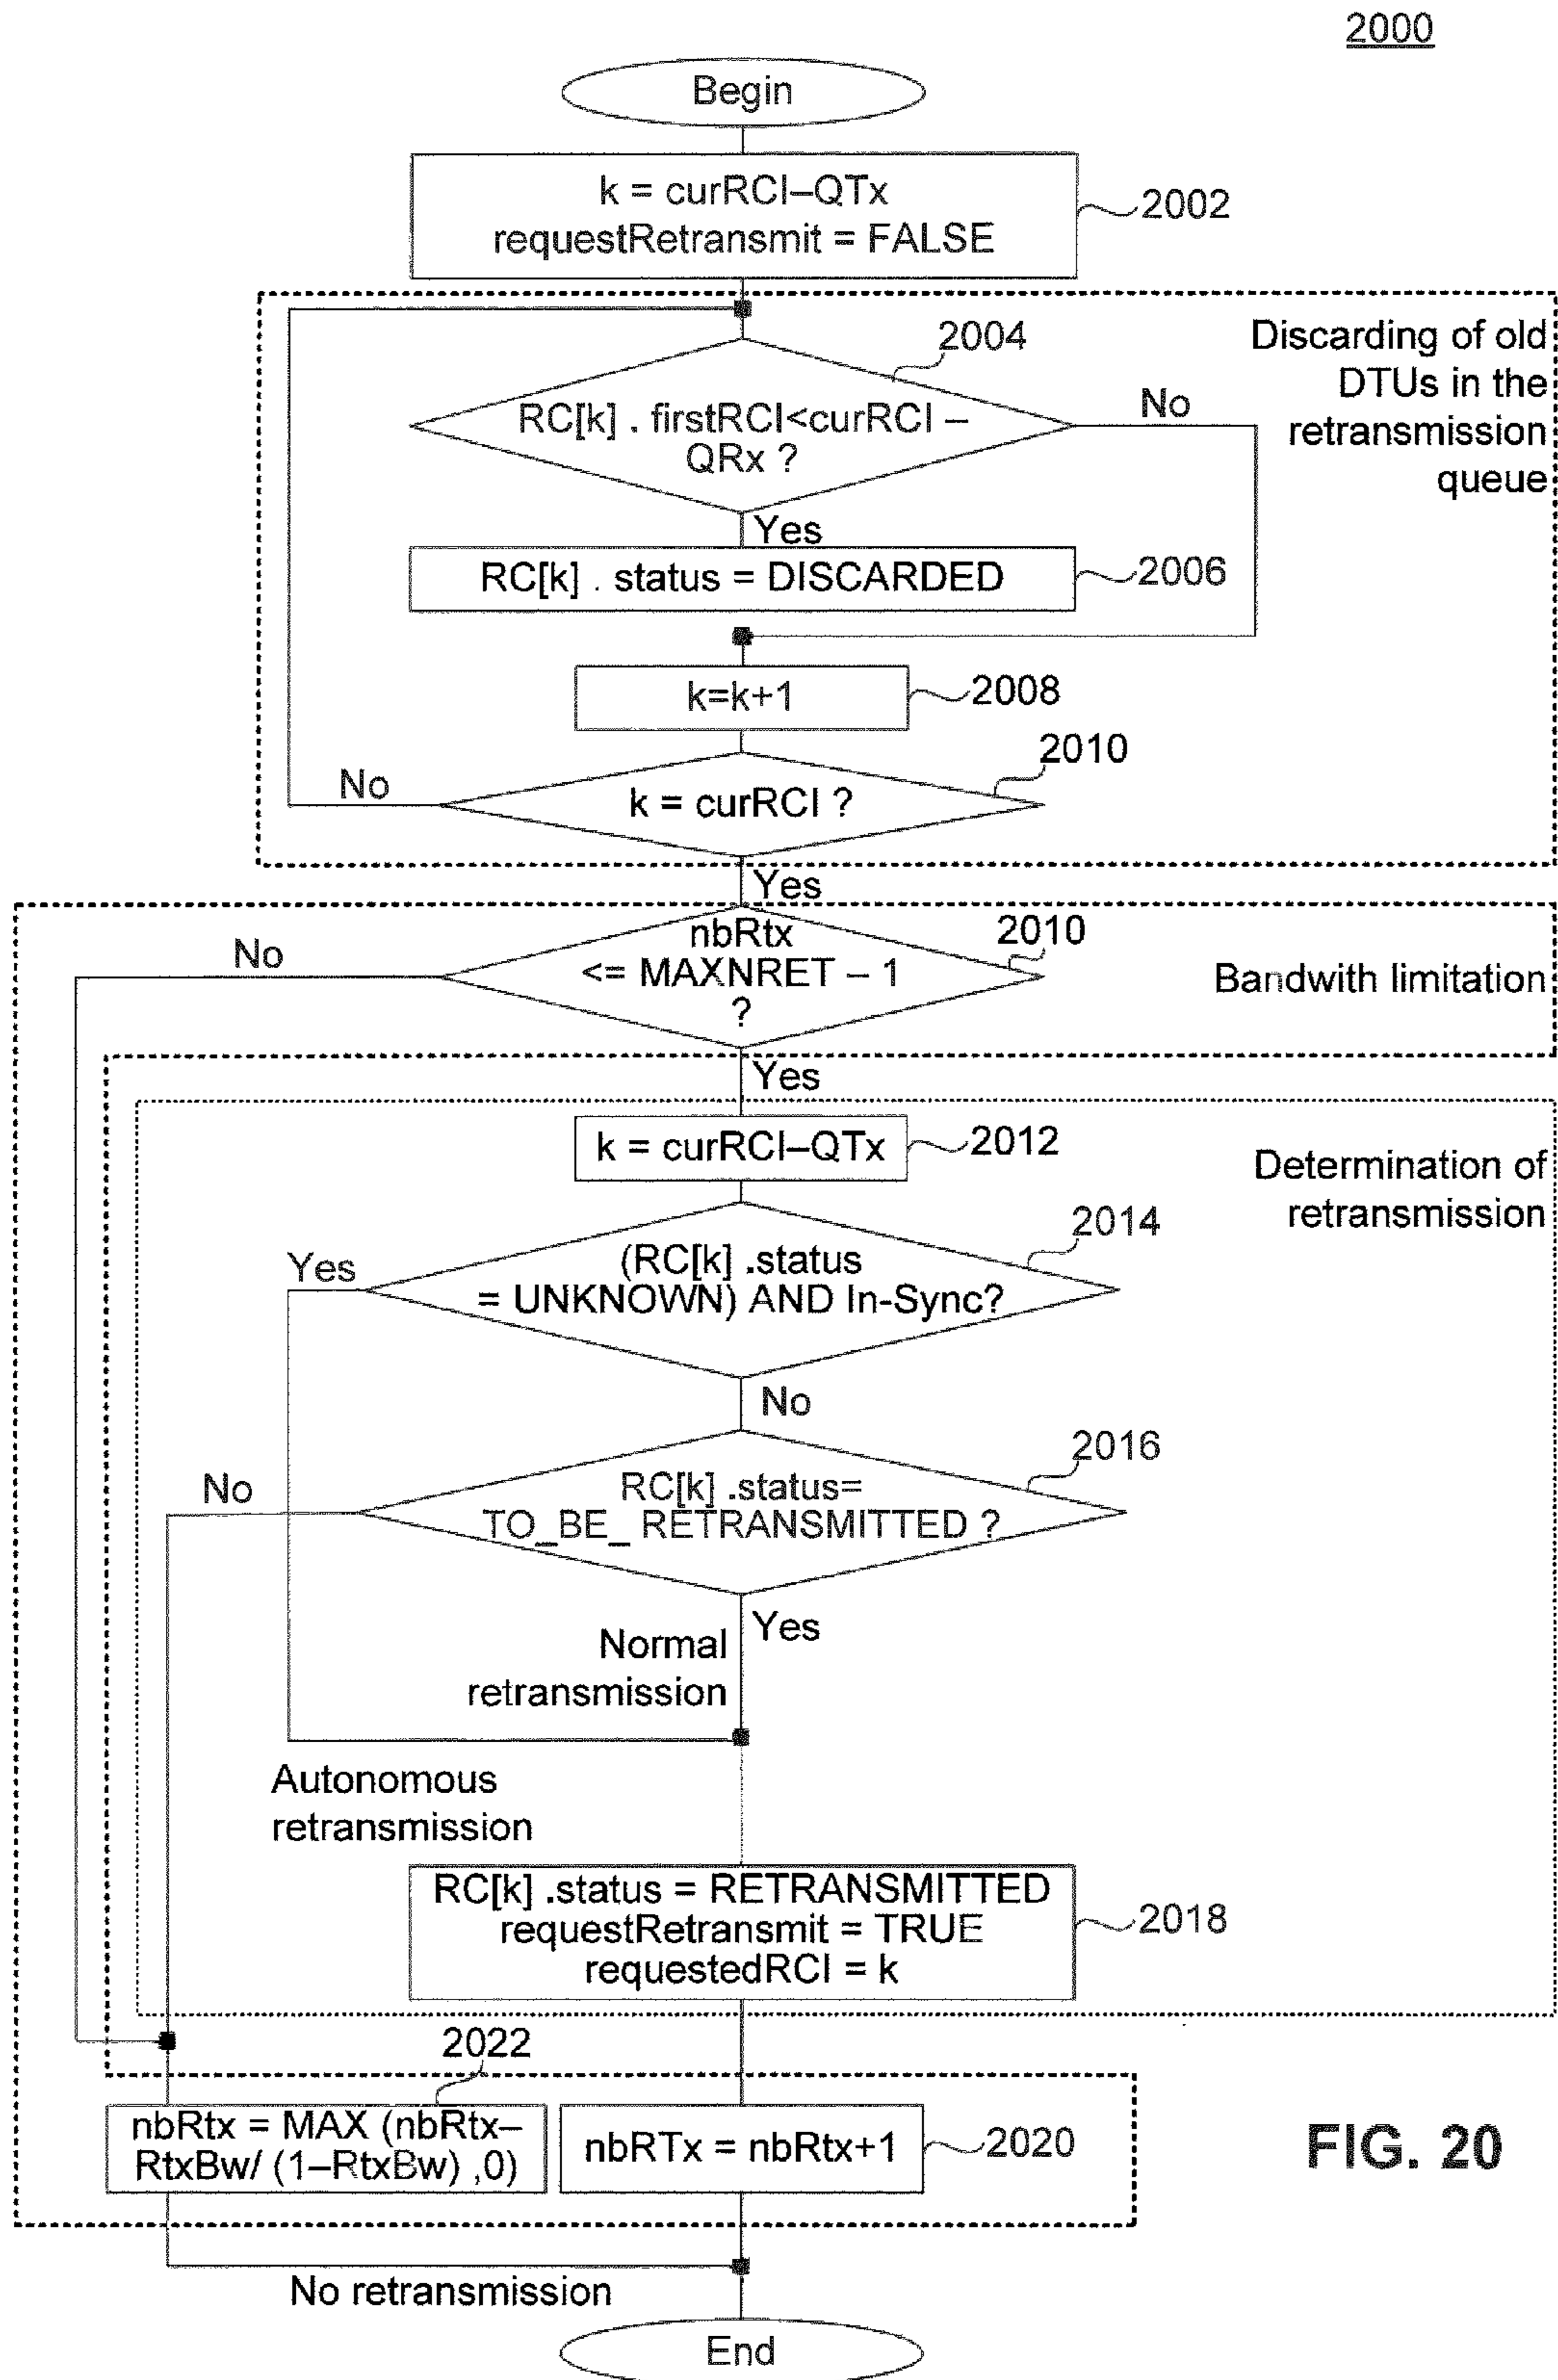 2000
Begin
k = curRCI–QTx
requestRetransmit = FALSE
2002
Discarding of old
DTUs in the
retransmission
queue
2004
RC[k] . firstRCI<curRCI –
QRx ?
No
Yes
RC[k] . status = DISCARDED
2006
k=k+1
2008
2010
No
k = curRCI ?
Yes
nbRtx
<= MAXNRET – 1
?
2010
No
Bandwith limitation
Yes
k = curRCI–QTx
2012
Determination of
retransmission
2014
Yes
(RC[k] .status
= UNKNOWN) AND In-Sync?
No
2016
No
RC[k] .status=
TO_BE_ RETRANSMITTED ?
Yes
Normal
retransmission
Autonomous
retransmission
RC[k] .status = RETRANSMITTED
requestRetransmit = TRUE
requestedRCI = k
2018
2022
nbRtx = MAX (nbRtx–
RtxBw/ (1–RtxBw) ,0)
nbRTx = nbRtx+1
2020
FIG. 20
No retransmission
End